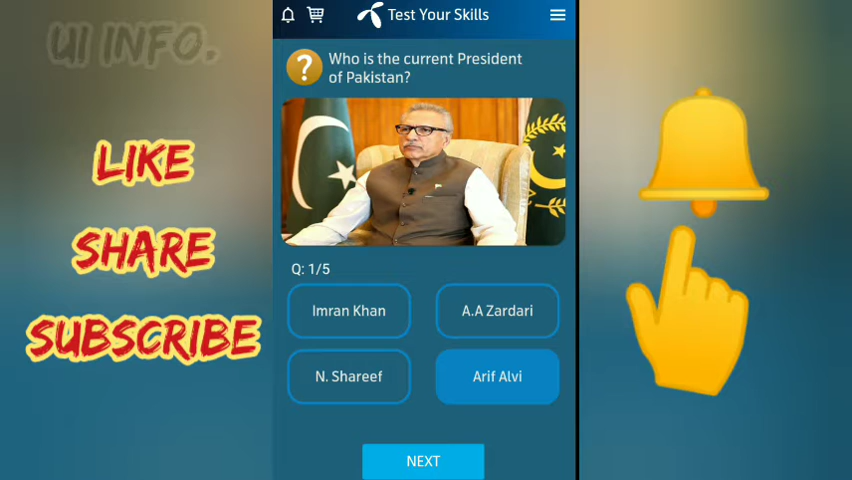 UI INFO.
LIKE
SHARE
SUBSCRIBE
Test Your Skills
?
Who is the current President
of Pakistan?
Q: 1/5
Imran Khan
A.A Zardari
N. Shareef
Arif Alvi
NEXT